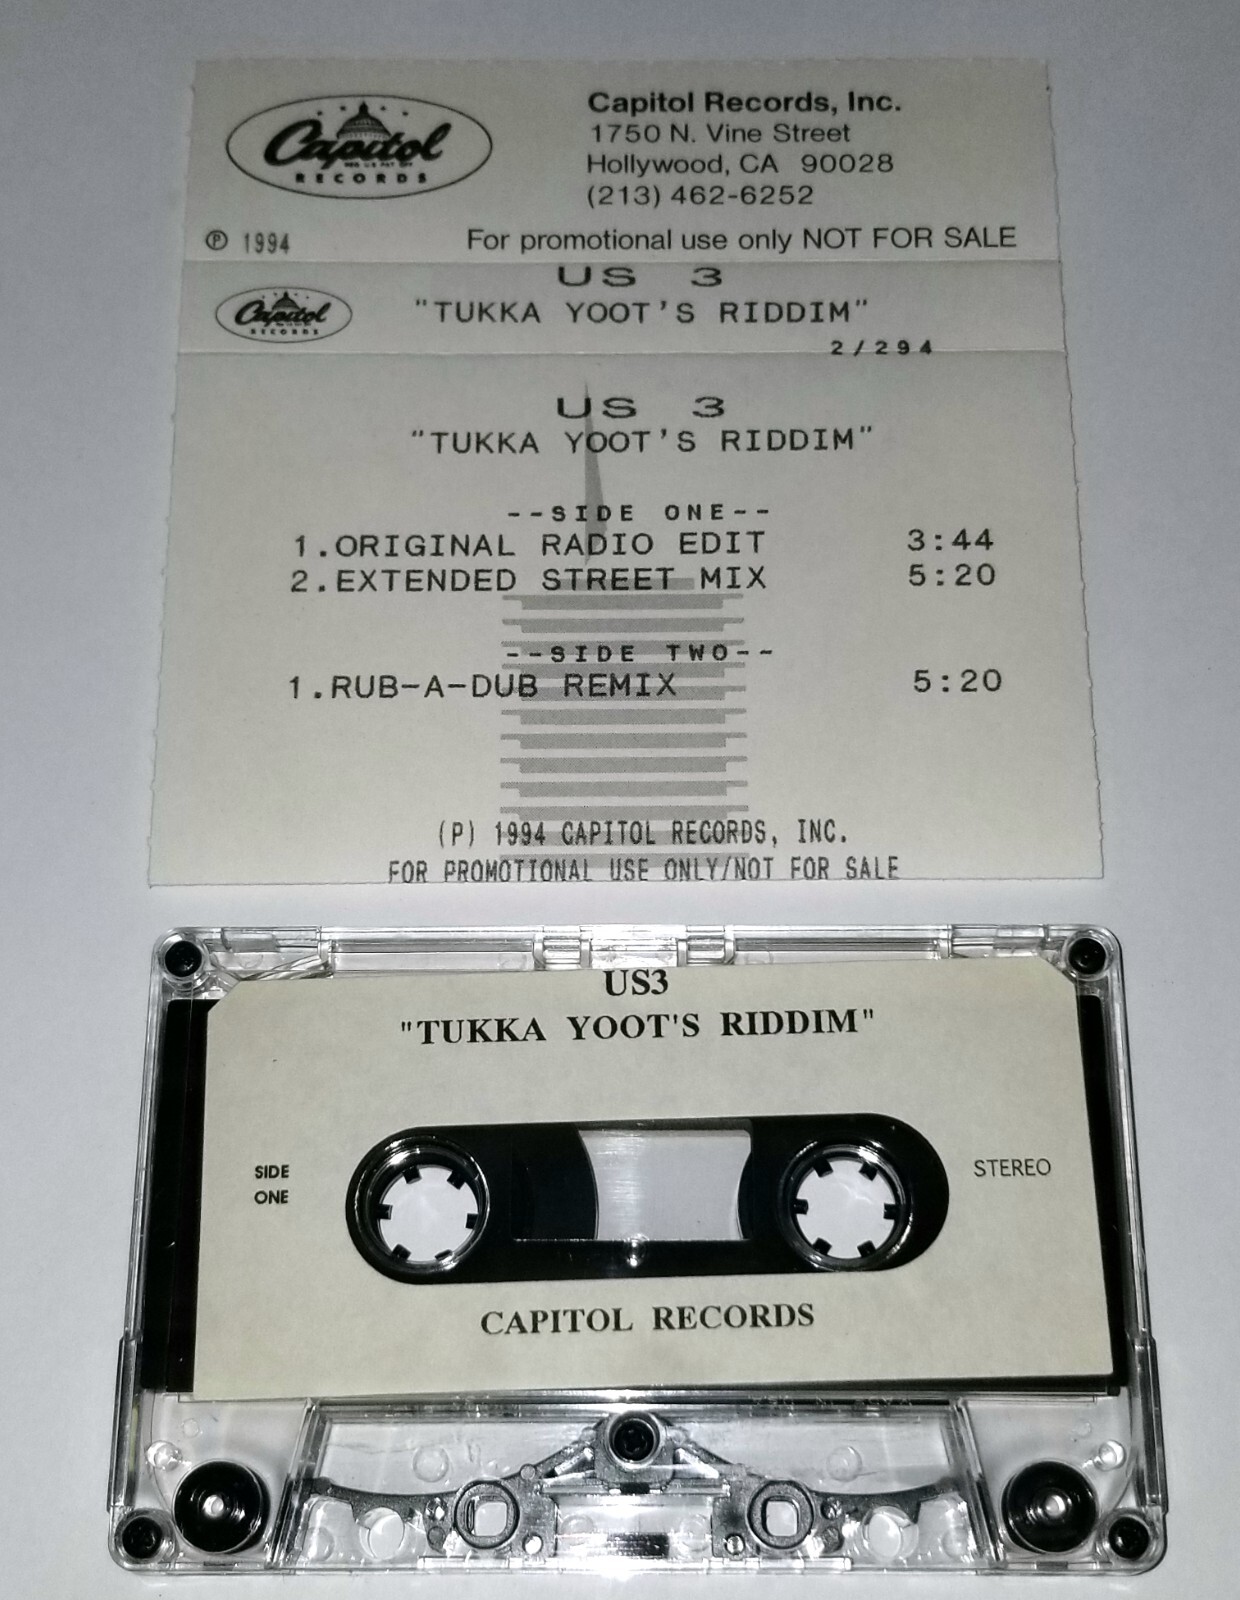 Capitol
REG. U.S. PAT. OFF.
RECORDS
Capitol Records, Inc.
1750 N. Vine Street
Hollywood, CA 90028
(213) 462-6252
℗ 1994
For promotional use only NOT FOR SALE
Capitol
RECORDS
US 3
"TUKKA YOOT'S RIDDIM"
2/294
US 3
"TUKKA YOOT'S RIDDIM"
--SIDE ONE--
1.ORIGINAL RADIO EDIT 3:44
2.EXTENDED STREET MIX 5:20
--SIDE TWO--
1.RUB-A-DUB REMIX 5:20
(P) 1994 CAPITOL RECORDS, INC.
FOR PROMOTIONAL USE ONLY/NOT FOR SALE
US3
"TUKKA YOOT'S RIDDIM"
SIDE
ONE
STEREO
CAPITOL RECORDS